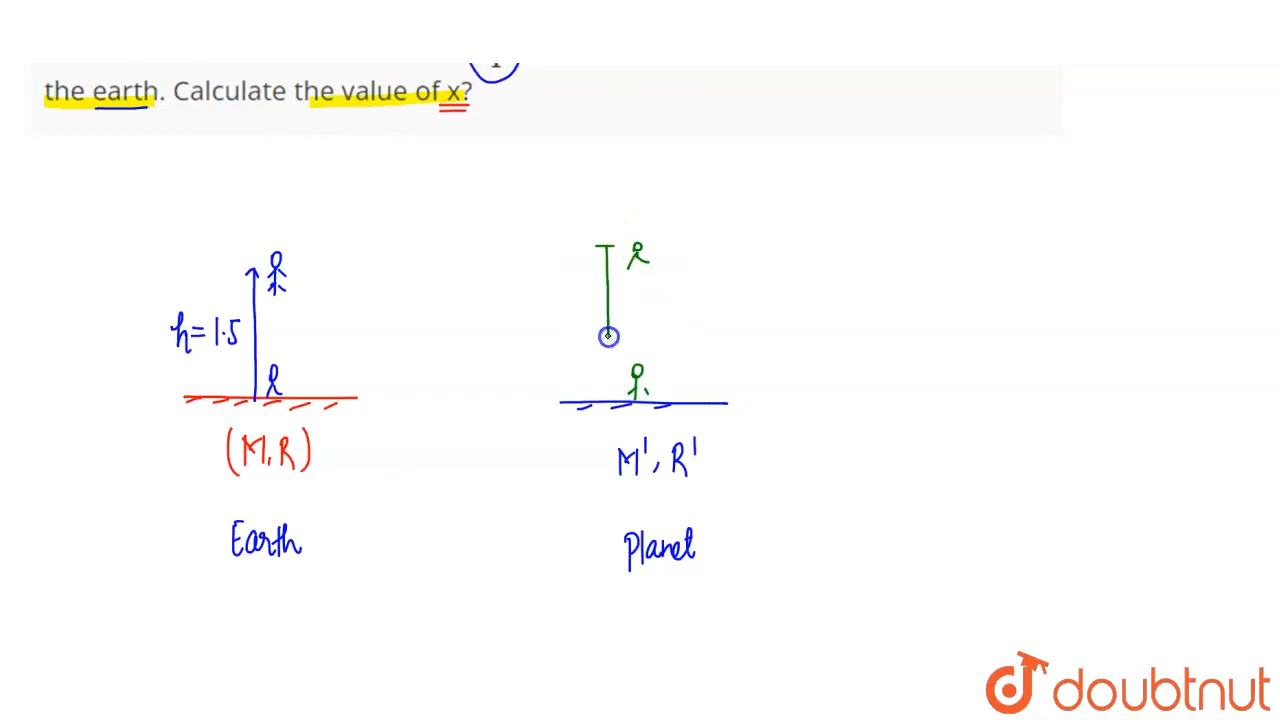 the earth. Calculate the value of x?
h = 1.5
(M, R)
M', R'
Earth
Planet
doubtnut